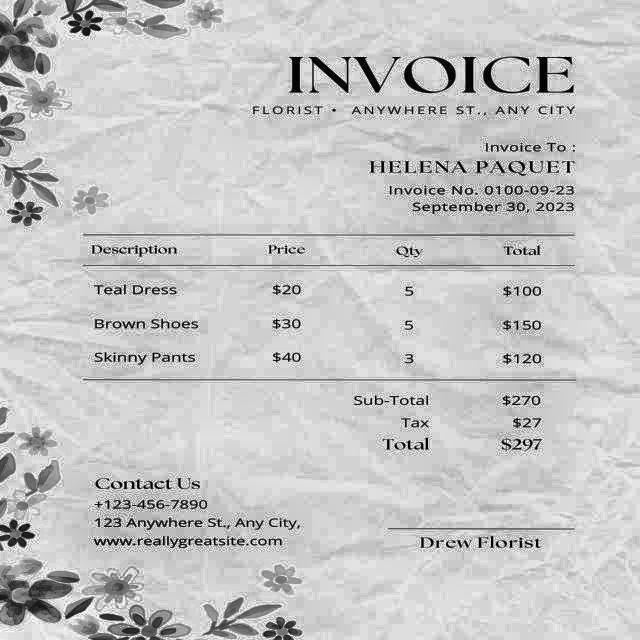 INVOICE
FLORIST • ANYWHERE ST., ANY CITY
Invoice To :
HELENA PAQUET
Invoice No. 0100-09-23
September 30, 2023
Description Price Qty Total
Teal Dress $20 5 $100
Brown Shoes $30 5 $150
Skinny Pants $40 3 $120
Sub-Total $270
Tax $27
Total $297
Contact Us
+123-456-7890
123 Anywhere St., Any City,
www.reallygreatsite.com
Drew Florist